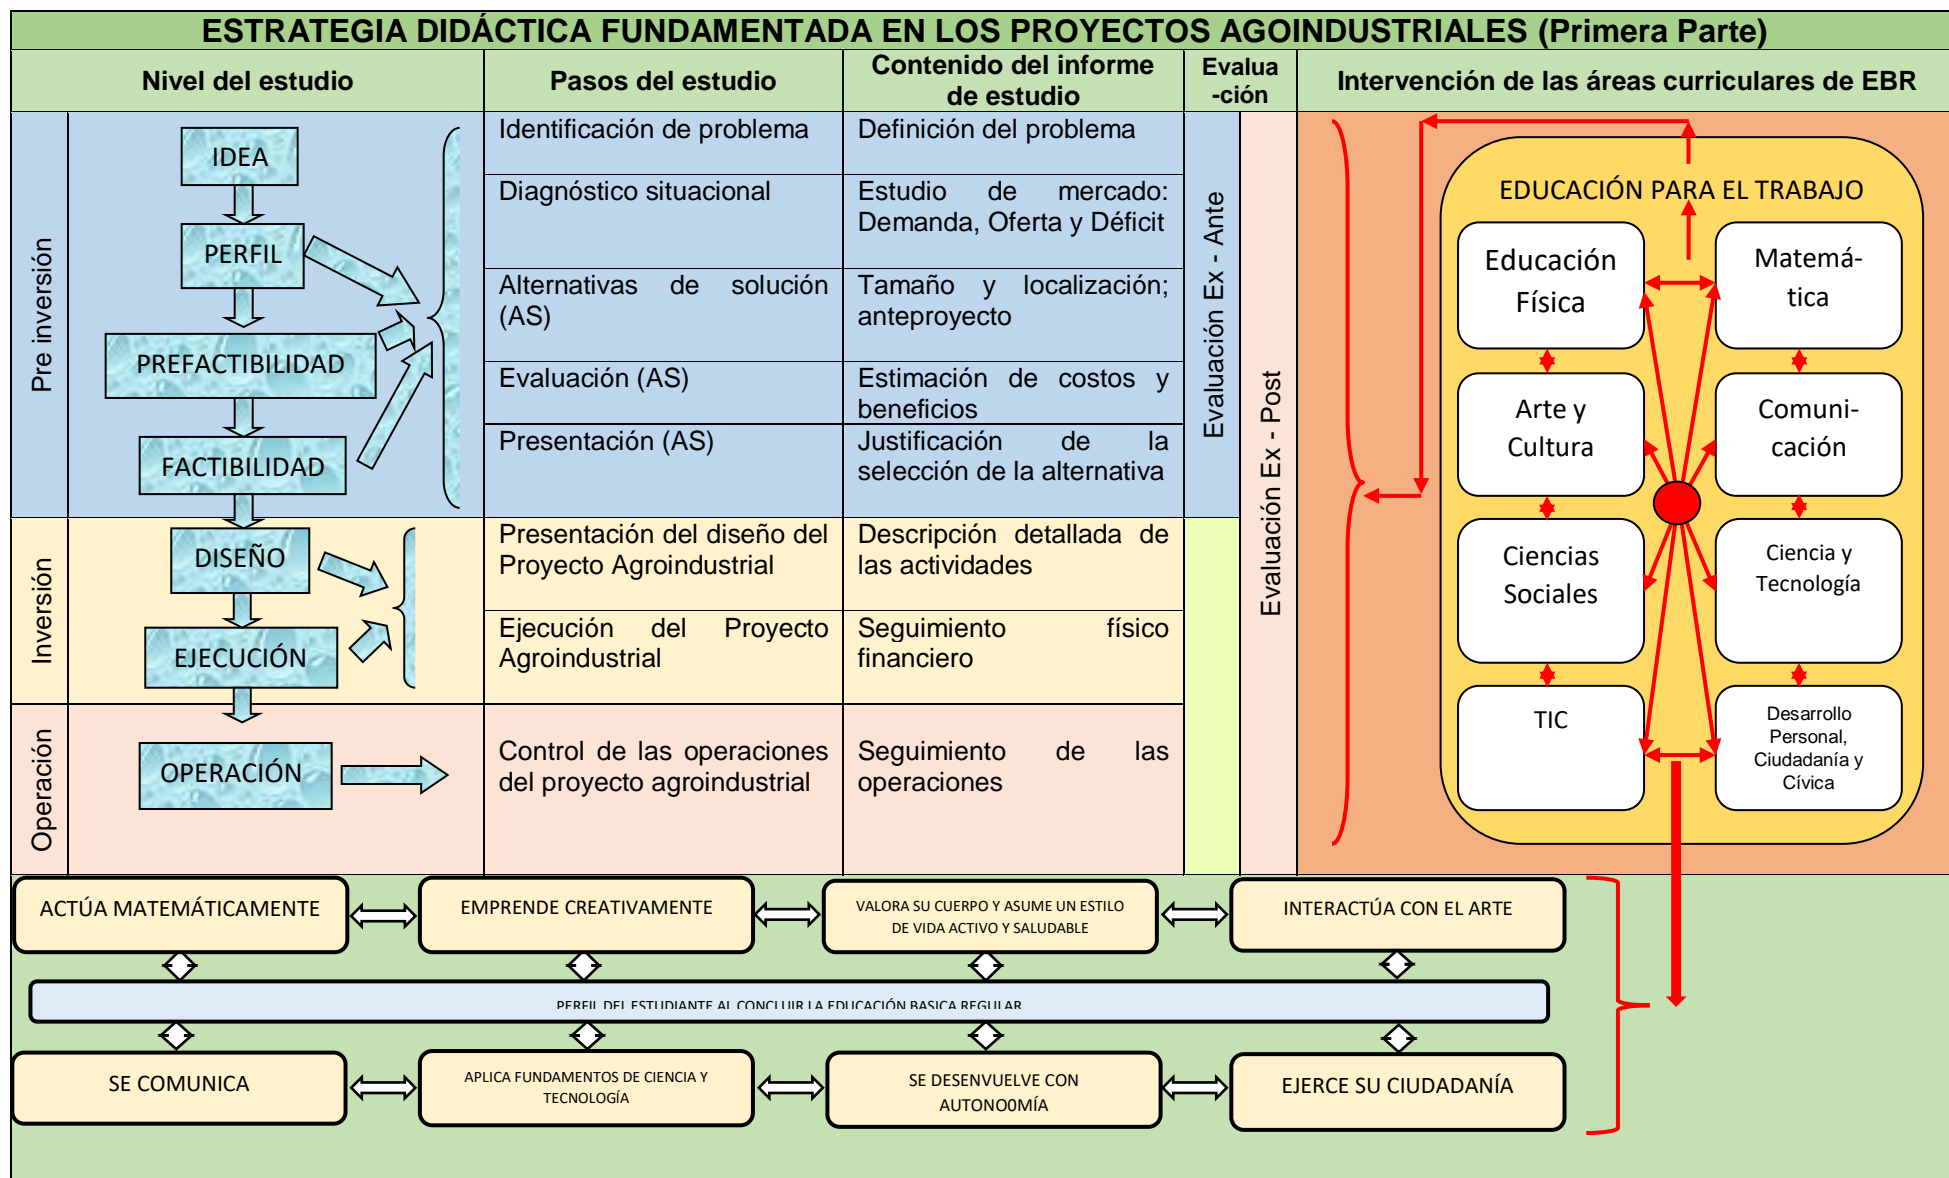 ESTRATEGIA DIDÁCTICA FUNDAMENTADA EN LOS PROYECTOS AGOINDUSTRIALES (Primera Parte)
Nivel del estudio
Pasos del estudio
Contenido del informe
de estudio
Evalua
-ción
Intervención de las áreas curriculares de EBR
Pre inversión
IDEA
PERFIL
PREFACTIBILIDAD
FACTIBILIDAD
Identificación de problema
Definición del problema
Diagnóstico situacional
Estudio de mercado:
Demanda, Oferta y Déficit
Alternativas de solución
(AS)
Tamaño y localización;
anteproyecto
Evaluación (AS)
Estimación de costos y
beneficios
Presentación (AS)
Justificación de la
selección de la alternativa
Inversión
DISEÑO
EJECUCIÓN
Presentación del diseño del
Proyecto Agroindustrial
Descripción detallada de
las actividades
Ejecución del Proyecto
Agroindustrial
Seguimiento físico
financiero
Operación
OPERACIÓN
Control de las operaciones
del proyecto agroindustrial
Seguimiento de las
operaciones
Evaluación Ex - Ante
Evaluación Ex - Post
EDUCACIÓN PARA EL TRABAJO
Educación
Física
Matemá-
tica
Arte y
Cultura
Comuni-
cación
Ciencias
Sociales
Ciencia y
Tecnología
TIC
Desarrollo
Personal,
Ciudadanía y
Cívica
ACTÚA MATEMÁTICAMENTE
EMPRENDE CREATIVAMENTE
VALORA SU CUERPO Y ASUME UN ESTILO
DE VIDA ACTIVO Y SALUDABLE
INTERACTÚA CON EL ARTE
PERFIL DEL ESTUDIANTE AL CONCLUIR LA EDUCACIÓN BASICA REGULAR
SE COMUNICA
APLICA FUNDAMENTOS DE CIENCIA Y
TECNOLOGÍA
SE DESENVUELVE CON
AUTONO0MÍA
EJERCE SU CIUDADANÍA